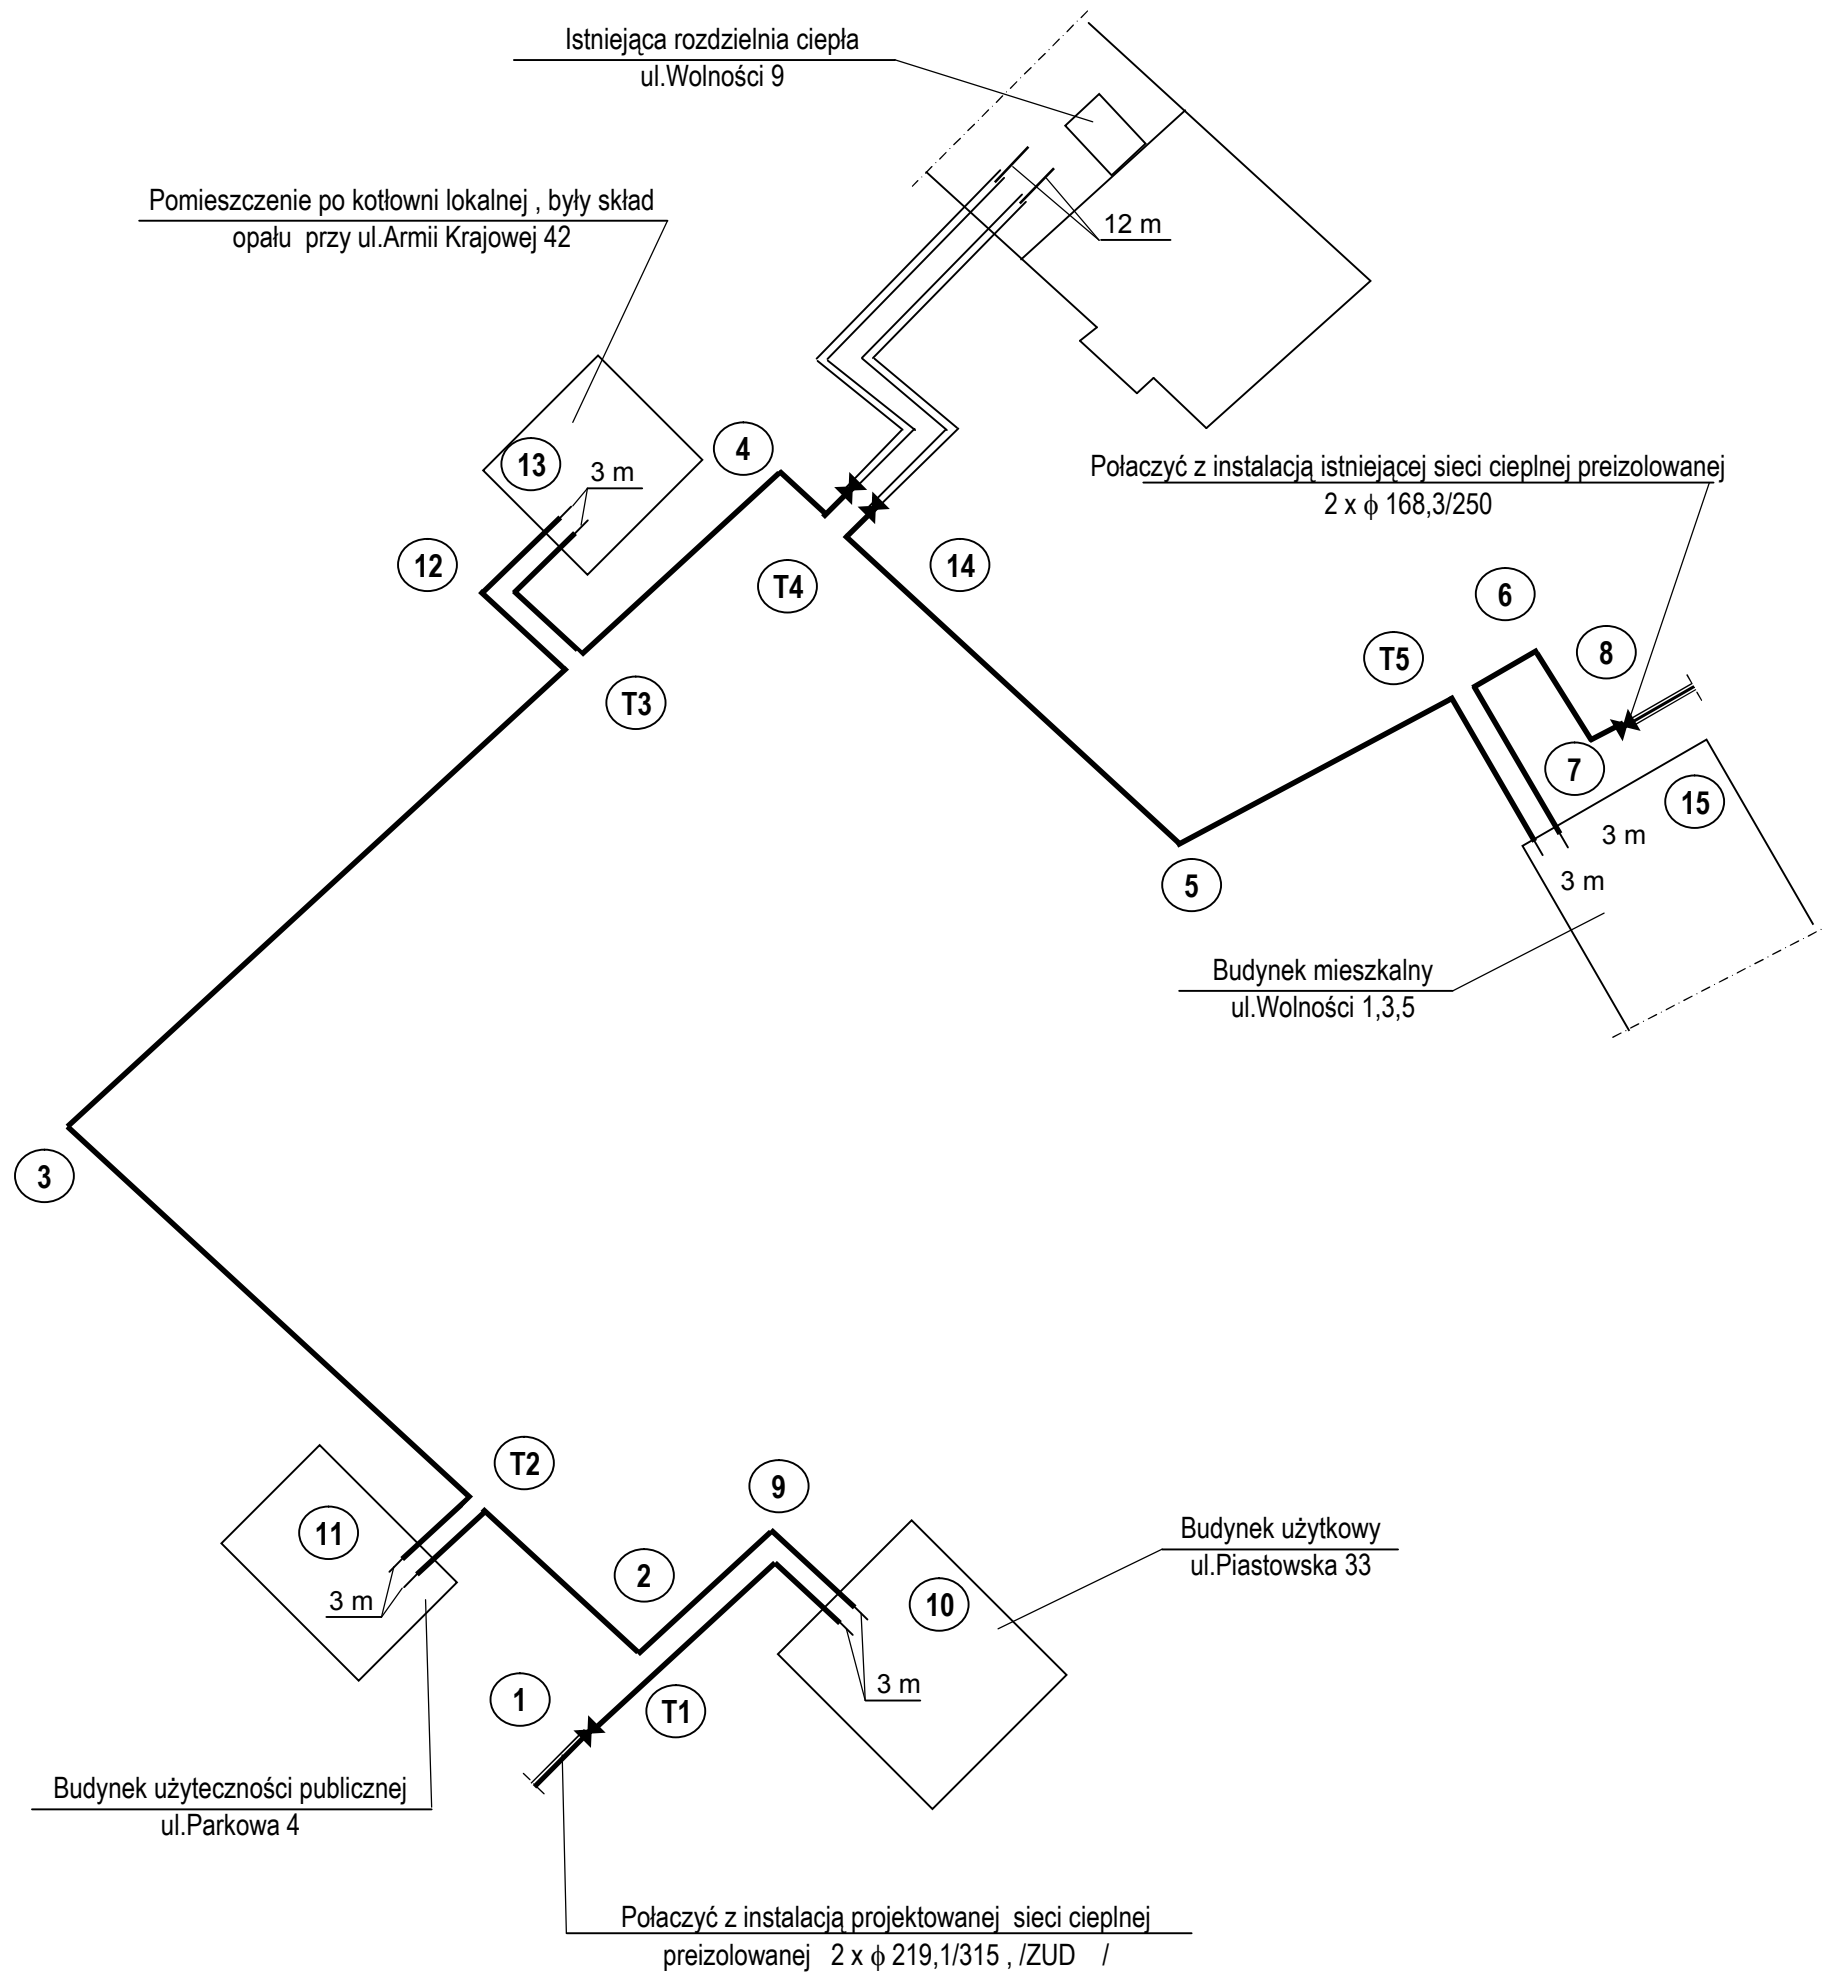 Istniejąca rozdzielnia ciepła
ul.Wolności 9
Pomieszczenie po kotłowni lokalnej , były skład
opału przy ul.Armii Krajowej 42
12 m
4
13
3 m
Połaczyć z instalacją istniejącej sieci cieplnej preizolowanej
2 x ϕ 168,3/250
12
T4
14
6
T5
8
T3
7
15
3 m
3 m
5
Budynek mieszkalny
ul.Wolności 1,3,5
3
T2
9
11
2
Budynek użytkowy
ul.Piastowska 33
10
3 m
3 m
1
T1
Budynek użyteczności publicznej
ul.Parkowa 4
Połaczyć z instalacją projektowanej sieci cieplnej
preizolowanej 2 x ϕ 219,1/315 , /ZUD /